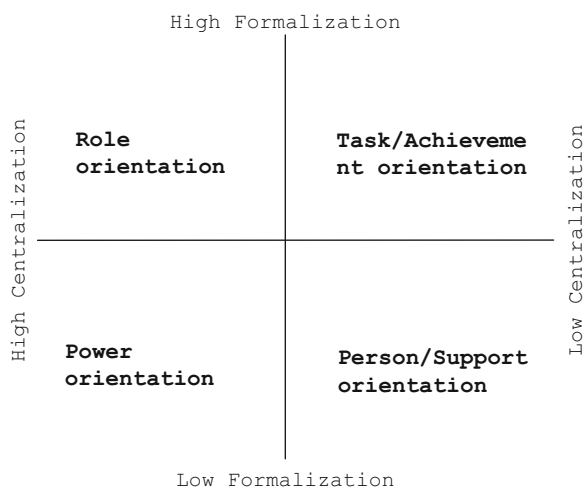 High Formalization
High Centralization
Role
orientation
Task/Achieveme
nt orientation
Low Centralization
Power
orientation
Person/Support
orientation
Low Formalization